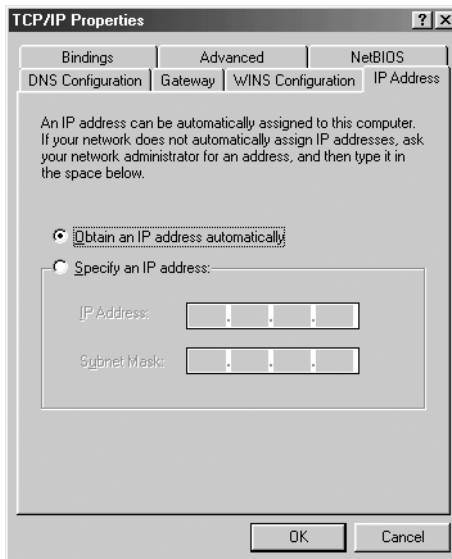 TCP/IP Properties
Bindings Advanced NetBIOS
DNS Configuration Gateway WINS Configuration IP Address
An IP address can be automatically assigned to this computer.
If your network does not automatically assign IP addresses, ask
your network administrator for an address, and then type it in
the space below.
Obtain an IP address automatically
Specify an IP address:
IP Address: . . .
Subnet Mask: . . .
OK Cancel